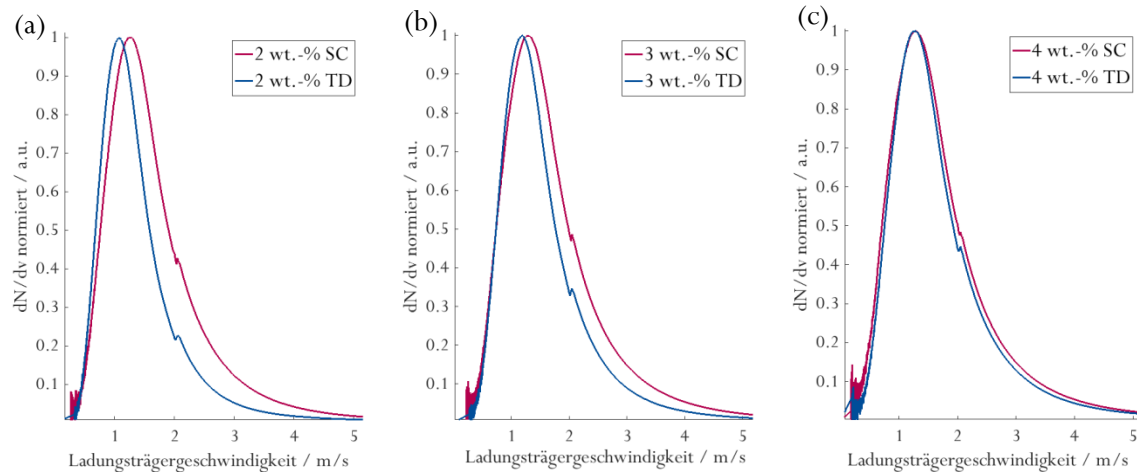 (a)
2 wt.-% SC
2 wt.-% TD
dN/dv normiert / a.u.
1
0.9
0.8
0.7
0.6
0.5
0.4
0.3
0.2
0.1
1 2 3 4 5
Ladungsträgergeschwindigkeit / m/s
(b)
3 wt.-% SC
3 wt.-% TD
dN/dv normiert / a.u.
1
0.9
0.8
0.7
0.6
0.5
0.4
0.3
0.2
0.1
1 2 3 4 5
Ladungsträgergeschwindigkeit / m/s
(c)
4 wt.-% SC
4 wt.-% TD
dN/dv normiert / a.u.
1
0.9
0.8
0.7
0.6
0.5
0.4
0.3
0.2
0.1
1 2 3 4 5
Ladungsträgergeschwindigkeit / m/s